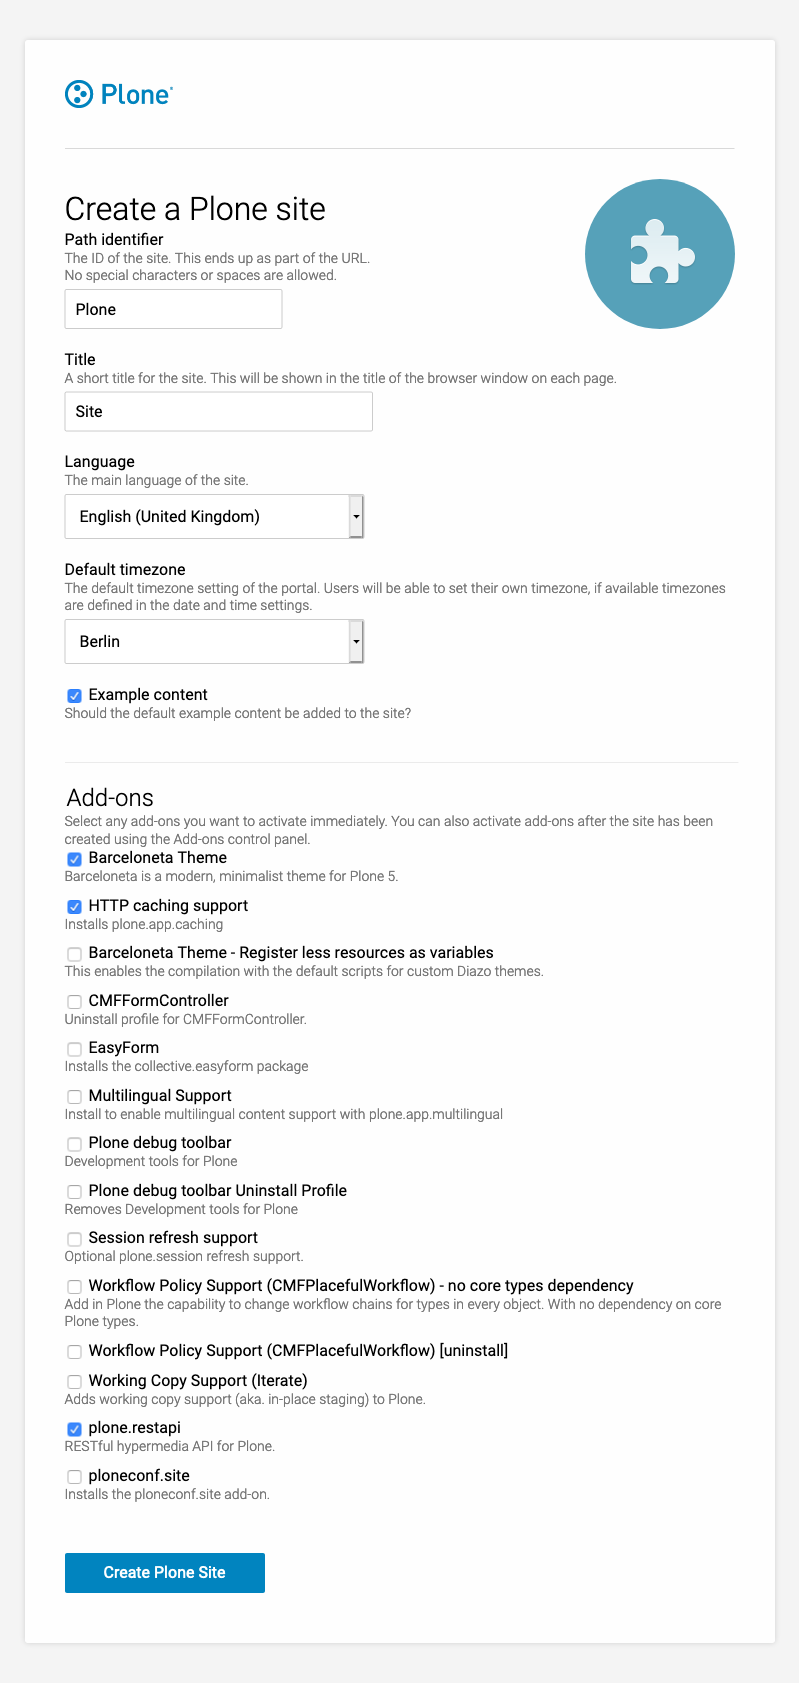 Plone
Create a Plone site
Path identifier
The ID of the site. This ends up as part of the URL.
No special characters or spaces are allowed.
Plone
Title
A short title for the site. This will be shown in the title of the browser window on each page.
Site
Language
The main language of the site.
English (United Kingdom)
Default timezone
The default timezone setting of the portal. Users will be able to set their own timezone, if available timezones
are defined in the date and time settings.
Berlin
Example content
Should the default example content be added to the site?
Add-ons
Select any add-ons you want to activate immediately. You can also activate add-ons after the site has been
created using the Add-ons control panel.
Barceloneta Theme
Barceloneta is a modern, minimalist theme for Plone 5.
HTTP caching support
Installs plone.app.caching
Barceloneta Theme - Register less resources as variables
This enables the compilation with the default scripts for custom Diazo themes.
CMFFormController
Uninstall profile for CMFFormController.
EasyForm
Installs the collective.easyform package
Multilingual Support
Install to enable multilingual content support with plone.app.multilingual
Plone debug toolbar
Development tools for Plone
Plone debug toolbar Uninstall Profile
Removes Development tools for Plone
Session refresh support
Optional plone.session refresh support.
Workflow Policy Support (CMFPlacefulWorkflow) - no core types dependency
Add in Plone the capability to change workflow chains for types in every object. With no dependency on core
Plone types.
Workflow Policy Support (CMFPlacefulWorkflow) [uninstall]
Working Copy Support (Iterate)
Adds working copy support (aka. in-place staging) to Plone.
plone.restapi
RESTful hypermedia API for Plone.
ploneconf.site
Installs the ploneconf.site add-on.
Create Plone Site